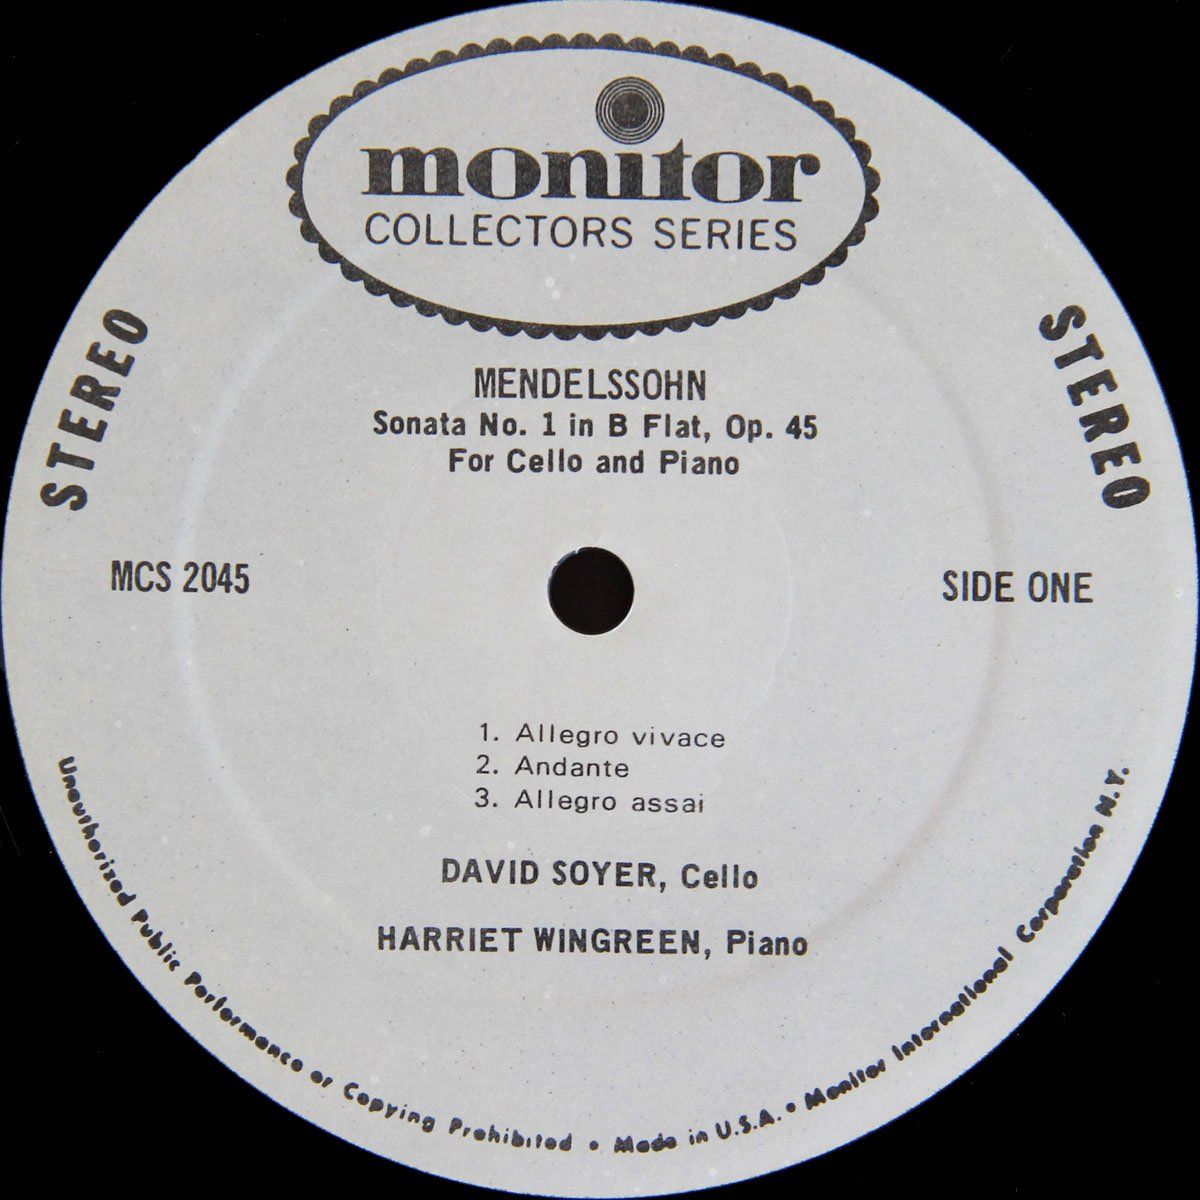 monitor
COLLECTORS SERIES
STEREO
STEREO
MENDELSSOHN
Sonata No. 1 in B Flat, Op. 45
For Cello and Piano
MCS 2045
SIDE ONE
1. Allegro vivace
2. Andante
3. Allegro assai
DAVID SOYER, Cello
HARRIET WINGREEN, Piano
Unauthorized Public Performance or Copying Prohibited • Made in U.S.A. • Monitor International Corporation N.Y.